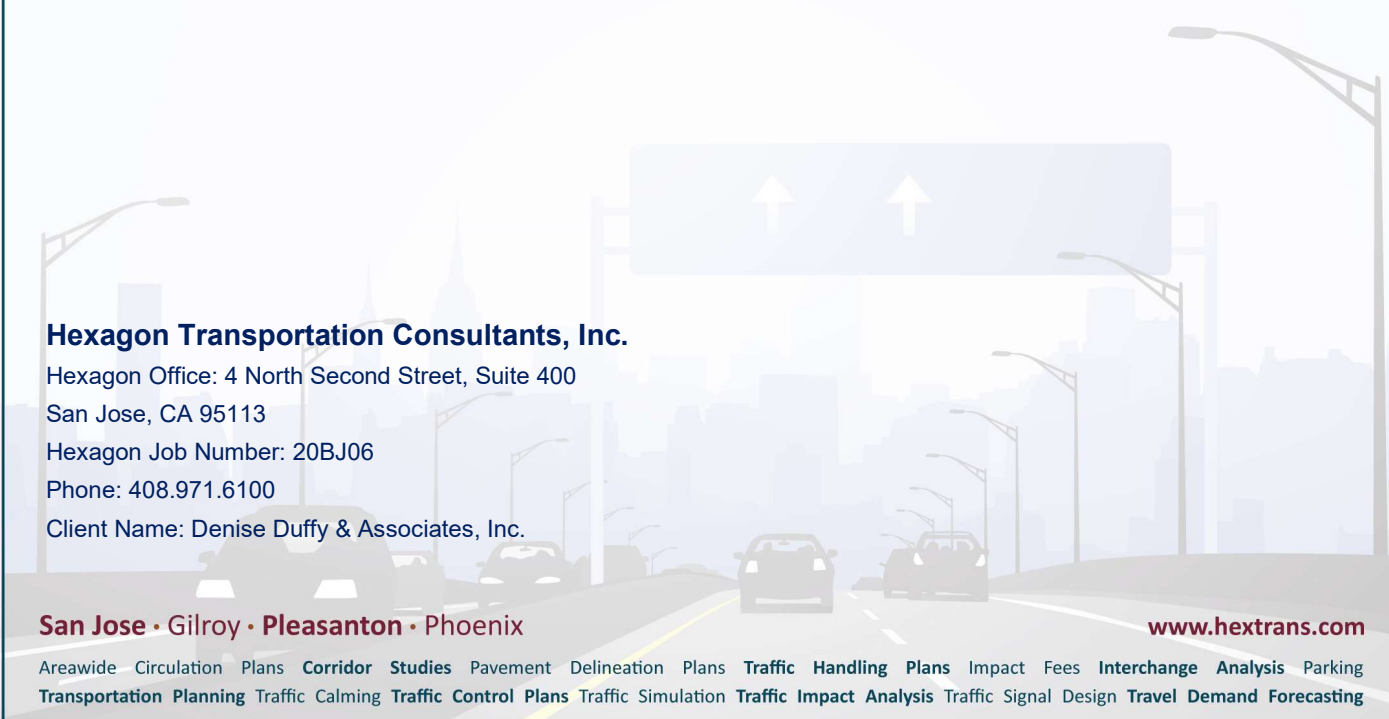 Hexagon Transportation Consultants, Inc.
Hexagon Office: 4 North Second Street, Suite 400
San Jose, CA 95113
Hexagon Job Number: 20BJ06
Phone: 408.971.6100
Client Name: Denise Duffy & Associates, Inc.
San Jose · Gilroy · Pleasanton · Phoenix
www.hextrans.com
Areawide Circulation Plans Corridor Studies Pavement Delineation Plans Traffic Handling Plans Impact Fees Interchange Analysis Parking
Transportation Planning Traffic Calming Traffic Control Plans Traffic Simulation Traffic Impact Analysis Traffic Signal Design Travel Demand Forecasting